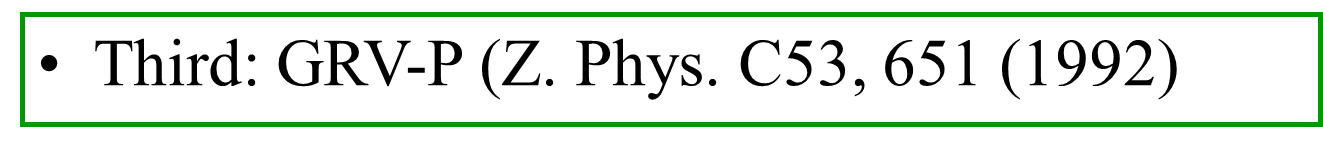 • Third: GRV-P (Z. Phys. C53, 651 (1992)